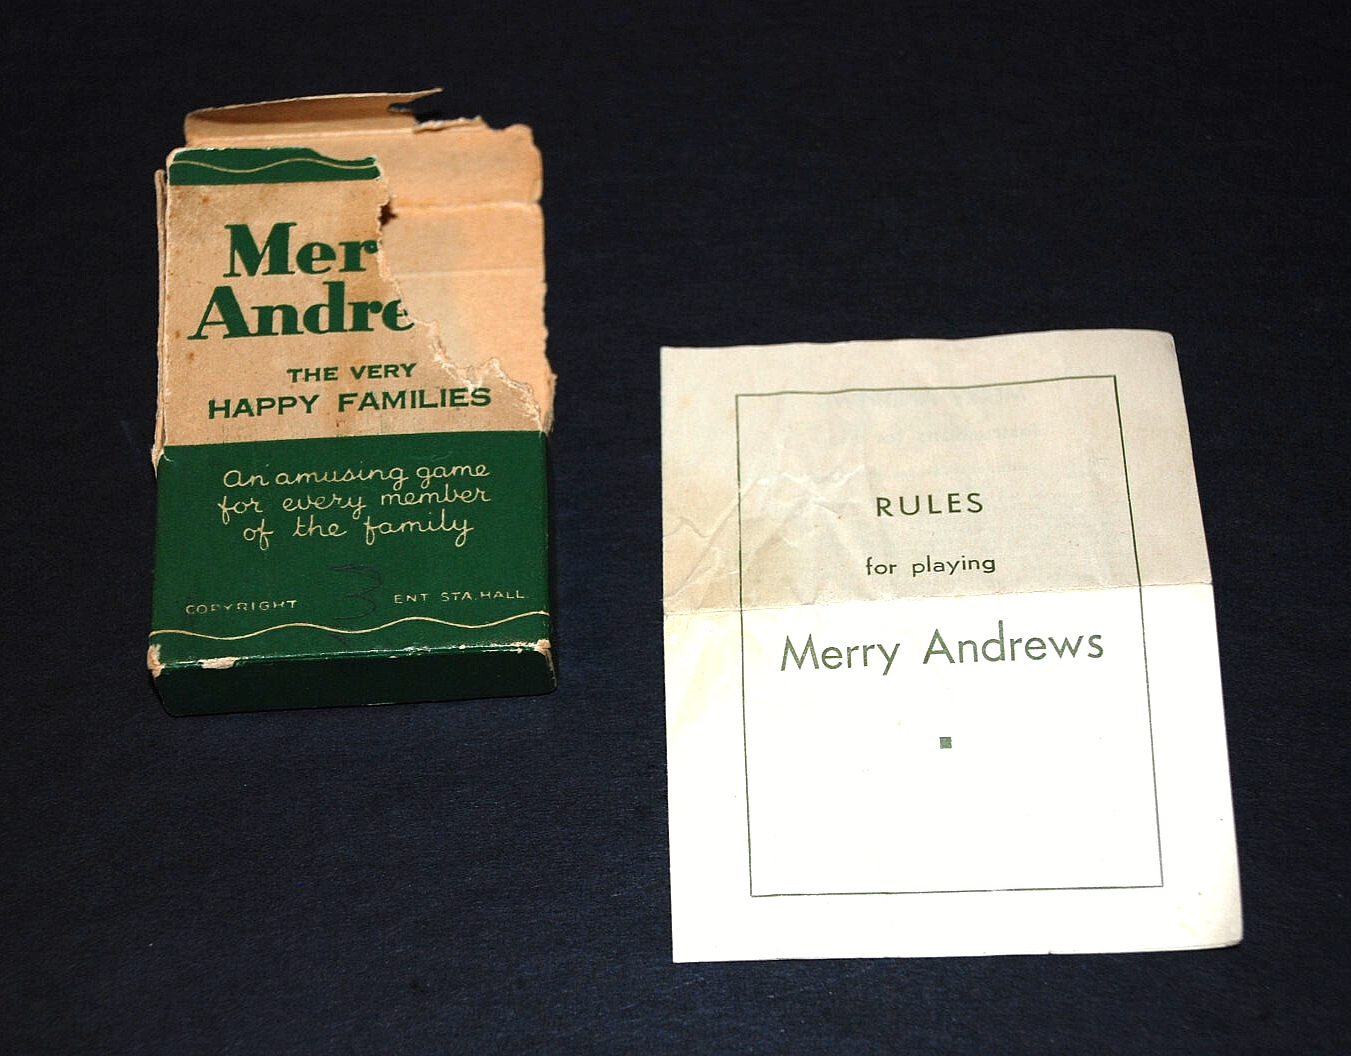 Mer
Andre
THE VERY
HAPPY FAMILIES
An amusing game
for every member
of the family
3
COPYRIGHT ENT STA. HALL.
RULES
for playing
Merry Andrews